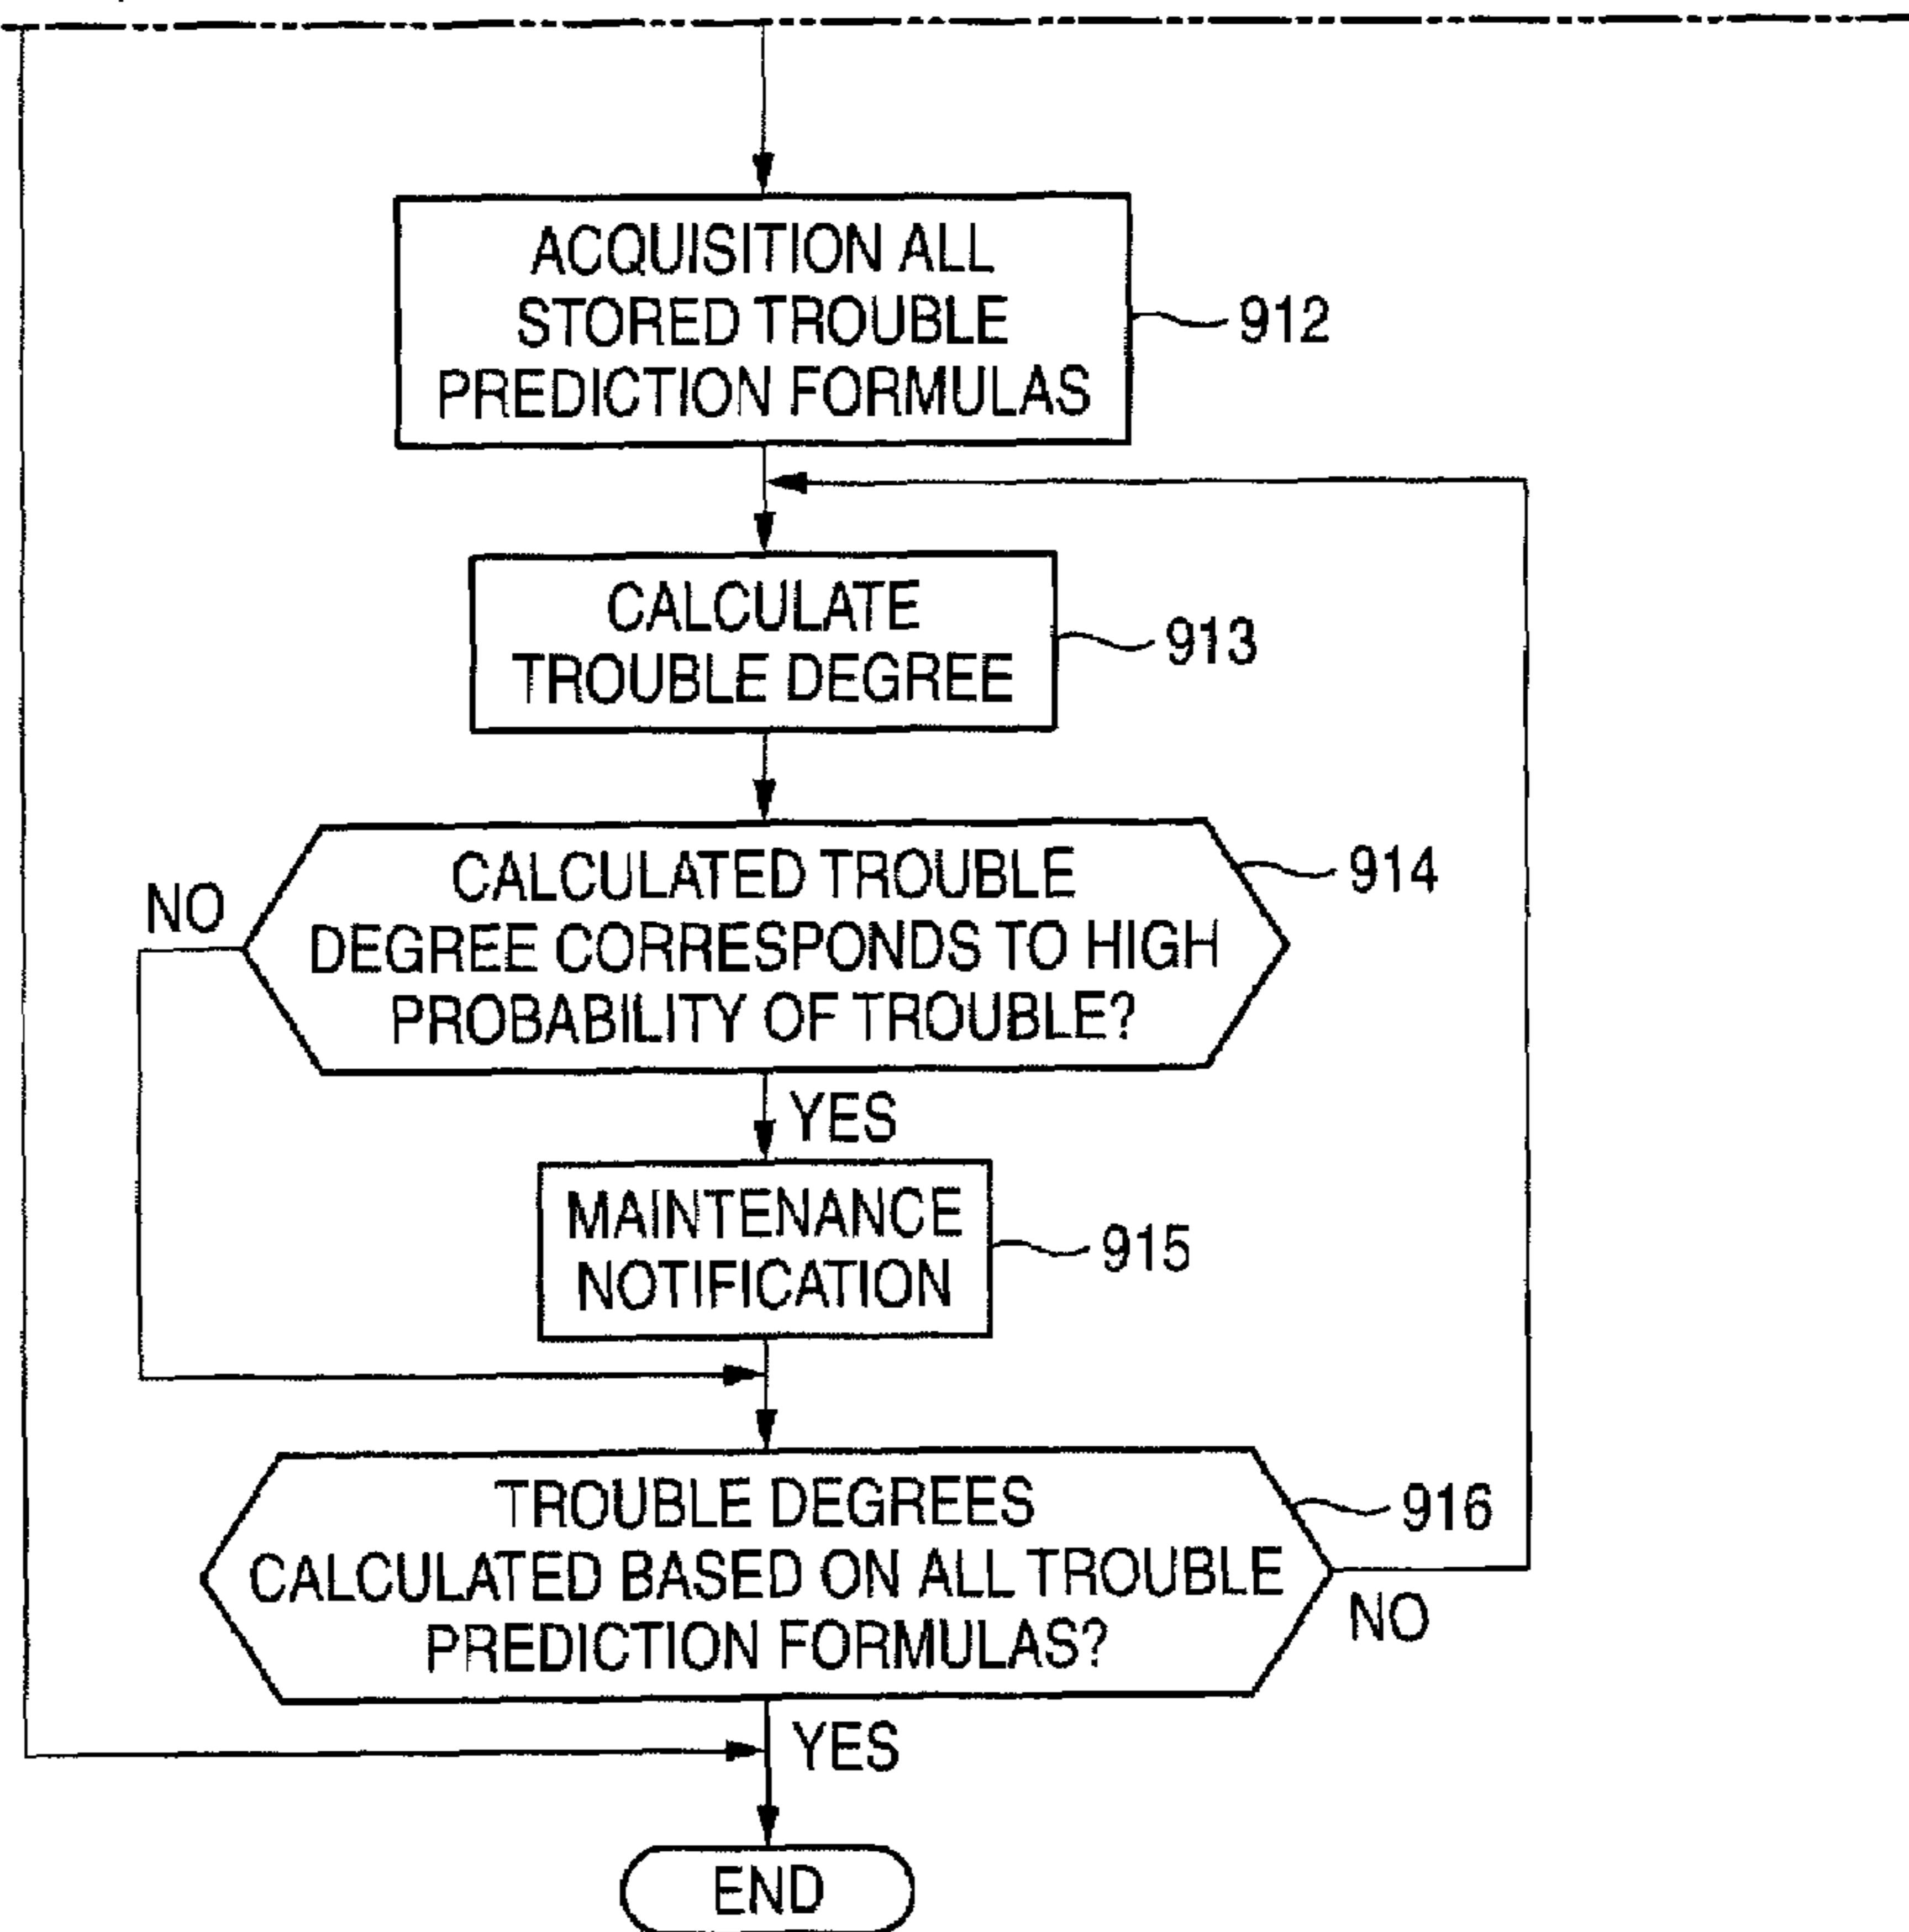 ACQUISITION ALL
STORED TROUBLE
PREDICTION FORMULAS
912
CALCULATE
TROUBLE DEGREE
913
CALCULATED TROUBLE
DEGREE CORRESPONDS TO HIGH
PROBABILITY OF TROUBLE?
914
NO
YES
MAINTENANCE
NOTIFICATION
915
TROUBLE DEGREES
CALCULATED BASED ON ALL TROUBLE
PREDICTION FORMULAS?
916
NO
YES
END